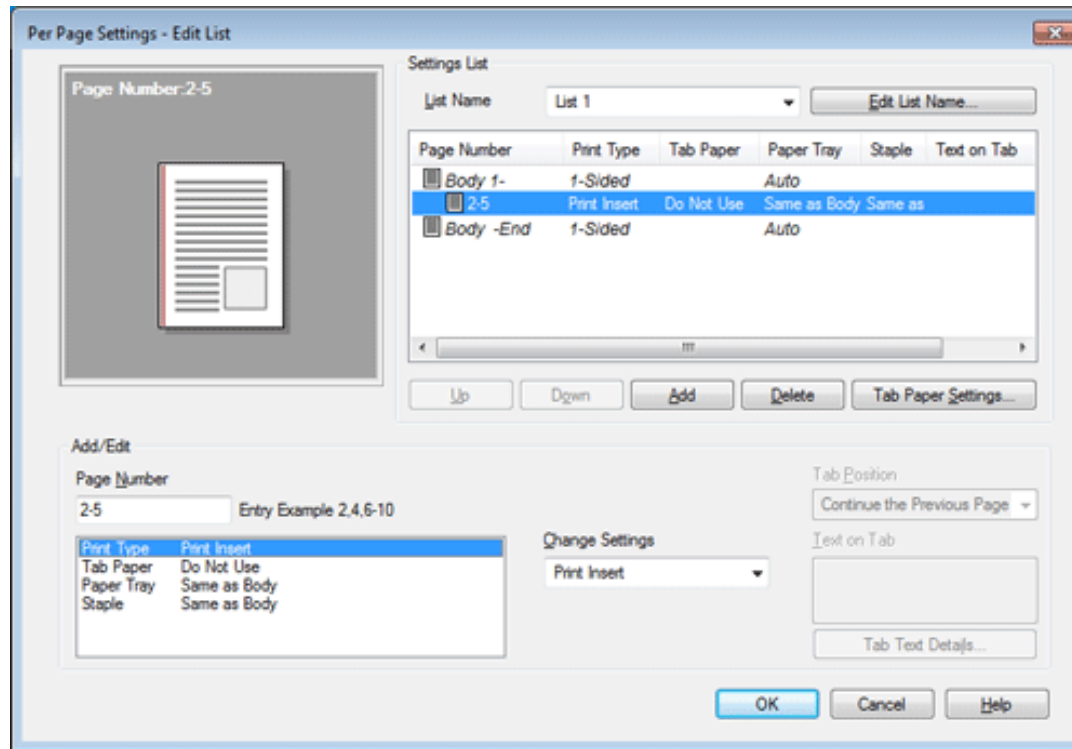 Per Page Settings - Edit List
Page Number:2-5
Settings List
List Name List 1 Edit List Name...
Page Number Print Type Tab Paper Paper Tray Staple Text on Tab
Body 1- 1-Sided Auto
2-5 Print Insert Do Not Use Same as Body Same as
Body -End 1-Sided Auto
Up Down Add Delete Tab Paper Settings...
Add/Edit
Page Number
2-5 Entry Example 2,4,6-10
Print Type Print Insert
Tab Paper Do Not Use
Paper Tray Same as Body
Staple Same as Body
Change Settings
Print Insert
Tab Position
Continue the Previous Page
Text on Tab
Tab Text Details...
OK Cancel Help